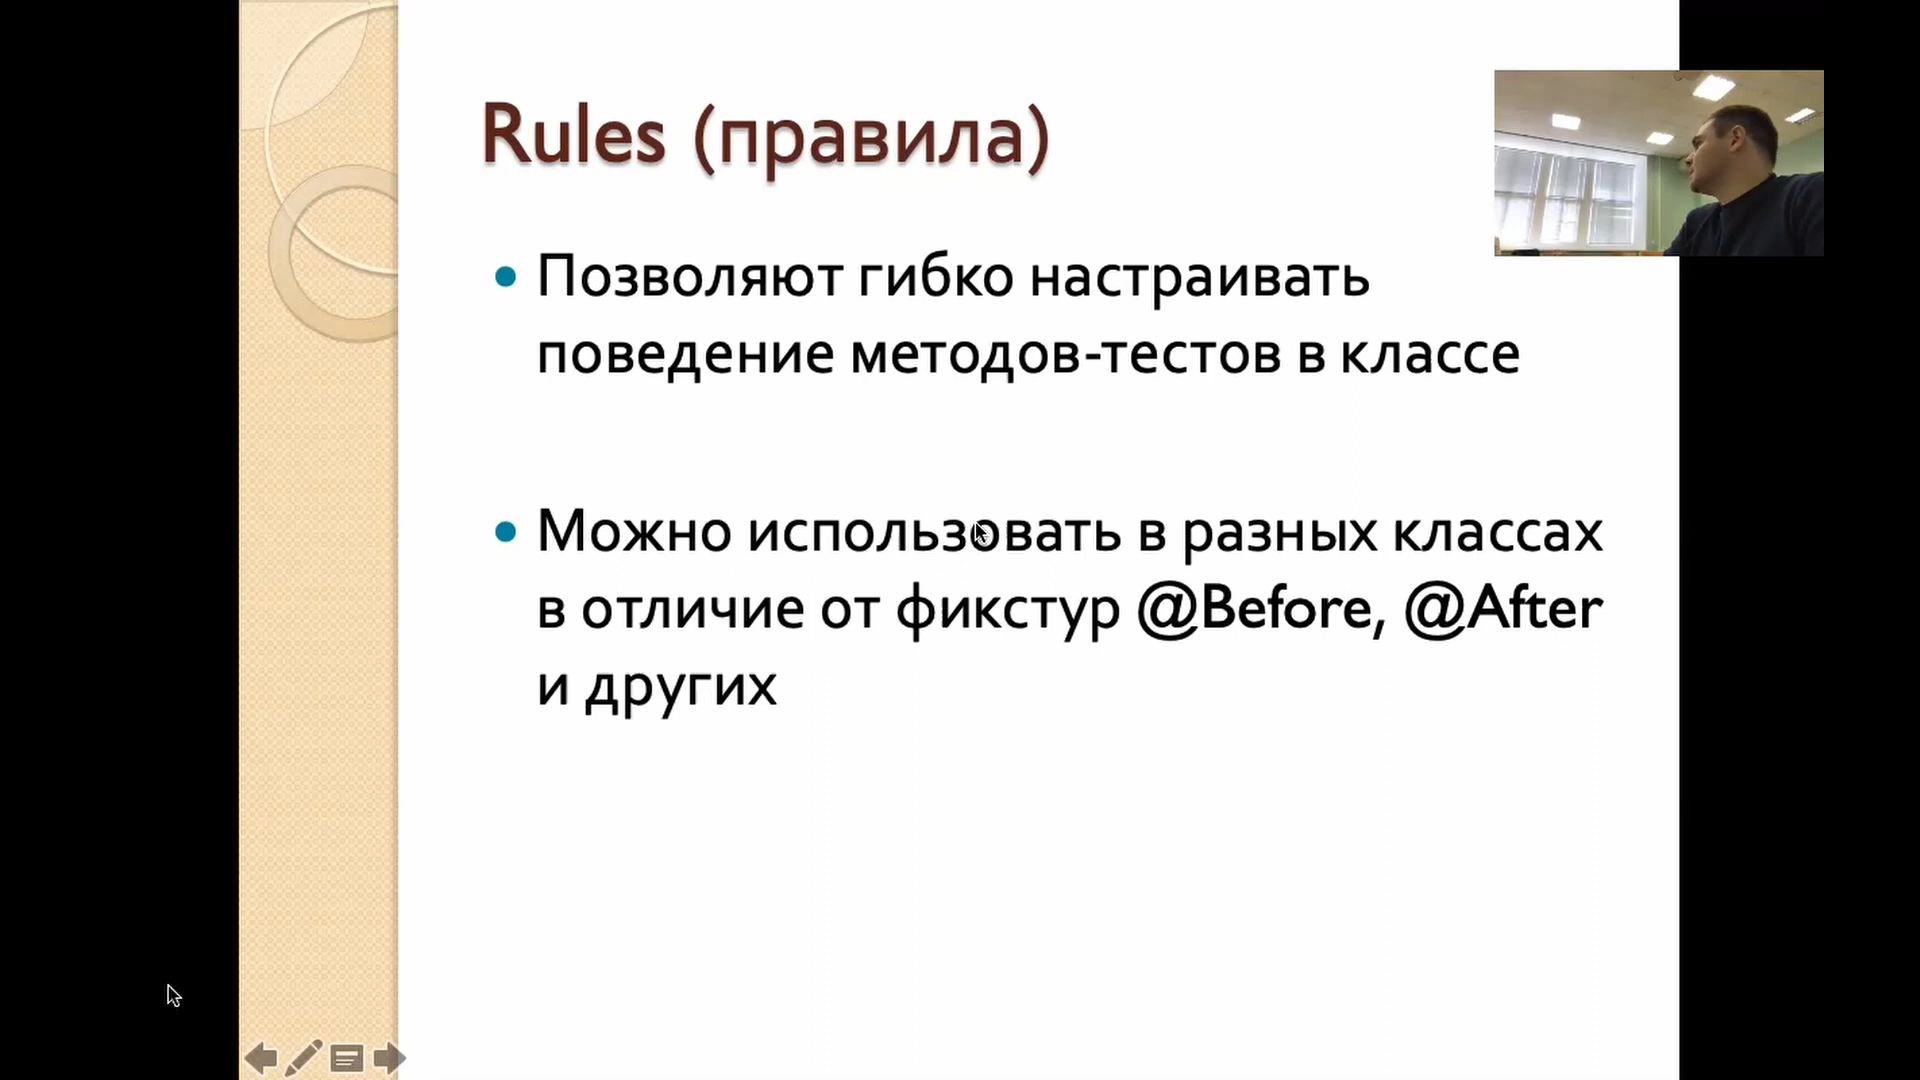 Rules (правила)
Позволяют гибко настраивать
поведение методов-тестов в классе
Можно использовать в разных классах
в отличие от фикстур @Before, @After
и других